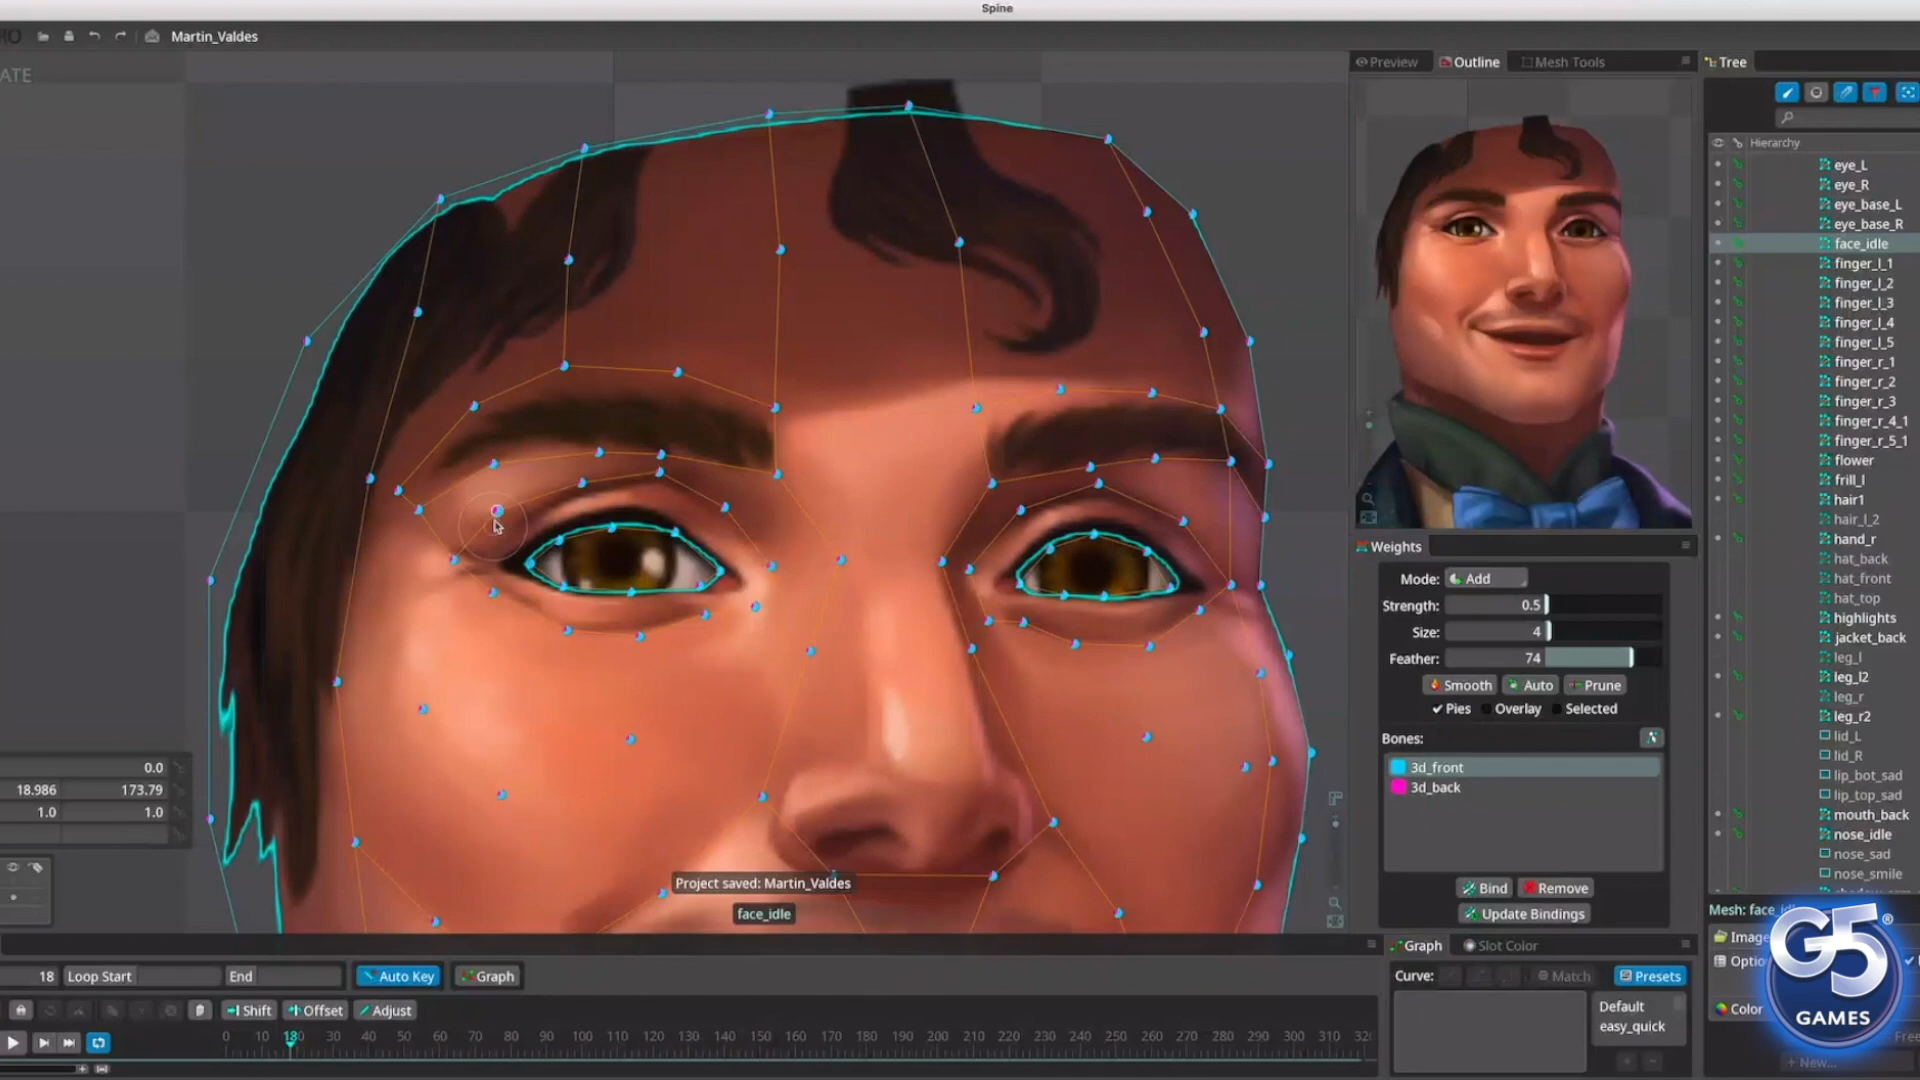 Spine
Martin_Valdes
ATE
Preview
Outline
Mesh Tools
Tree
Hierarchy
eye_L
eye_R
eye_base_L
eye_base_R
face_idle
finger_l_1
finger_l_2
finger_l_3
finger_l_4
finger_l_5
finger_r_1
finger_r_2
finger_r_3
finger_r_4_1
finger_r_5_1
flower
frill_l
hair1
hair_l_2
hand_r
hat_back
hat_front
hat_top
highlights
jacket_back
leg_l
leg_l2
leg_r
leg_r2
lid_L
lid_R
lip_bot_sad
lip_top_sad
mouth_back
nose_idle
nose_sad
nose_smile
Weights
Mode: Add
Strength: 0.5
Size: 4
Feather: 74
Smooth Auto Prune
Pies Overlay Selected
Bones:
3d_front
3d_back
Bind Remove
Update Bindings
0.0
18.986 173.79
1.0 1.0
Project saved: Martin_Valdes
face_idle
Mesh: face_
Image
Optio
Color
G5®
GAMES
Free
+ New...
Graph
Slot Color
Curve: Match Presets
Default
easy_quick
18 Loop Start End Auto Key Graph
Shift Offset Adjust
0 10 18 30 40 50 60 70 80 90 100 110 120 130 140 150 160 170 180 190 200 210 220 230 240 250 260 270 280 290 300 310 320